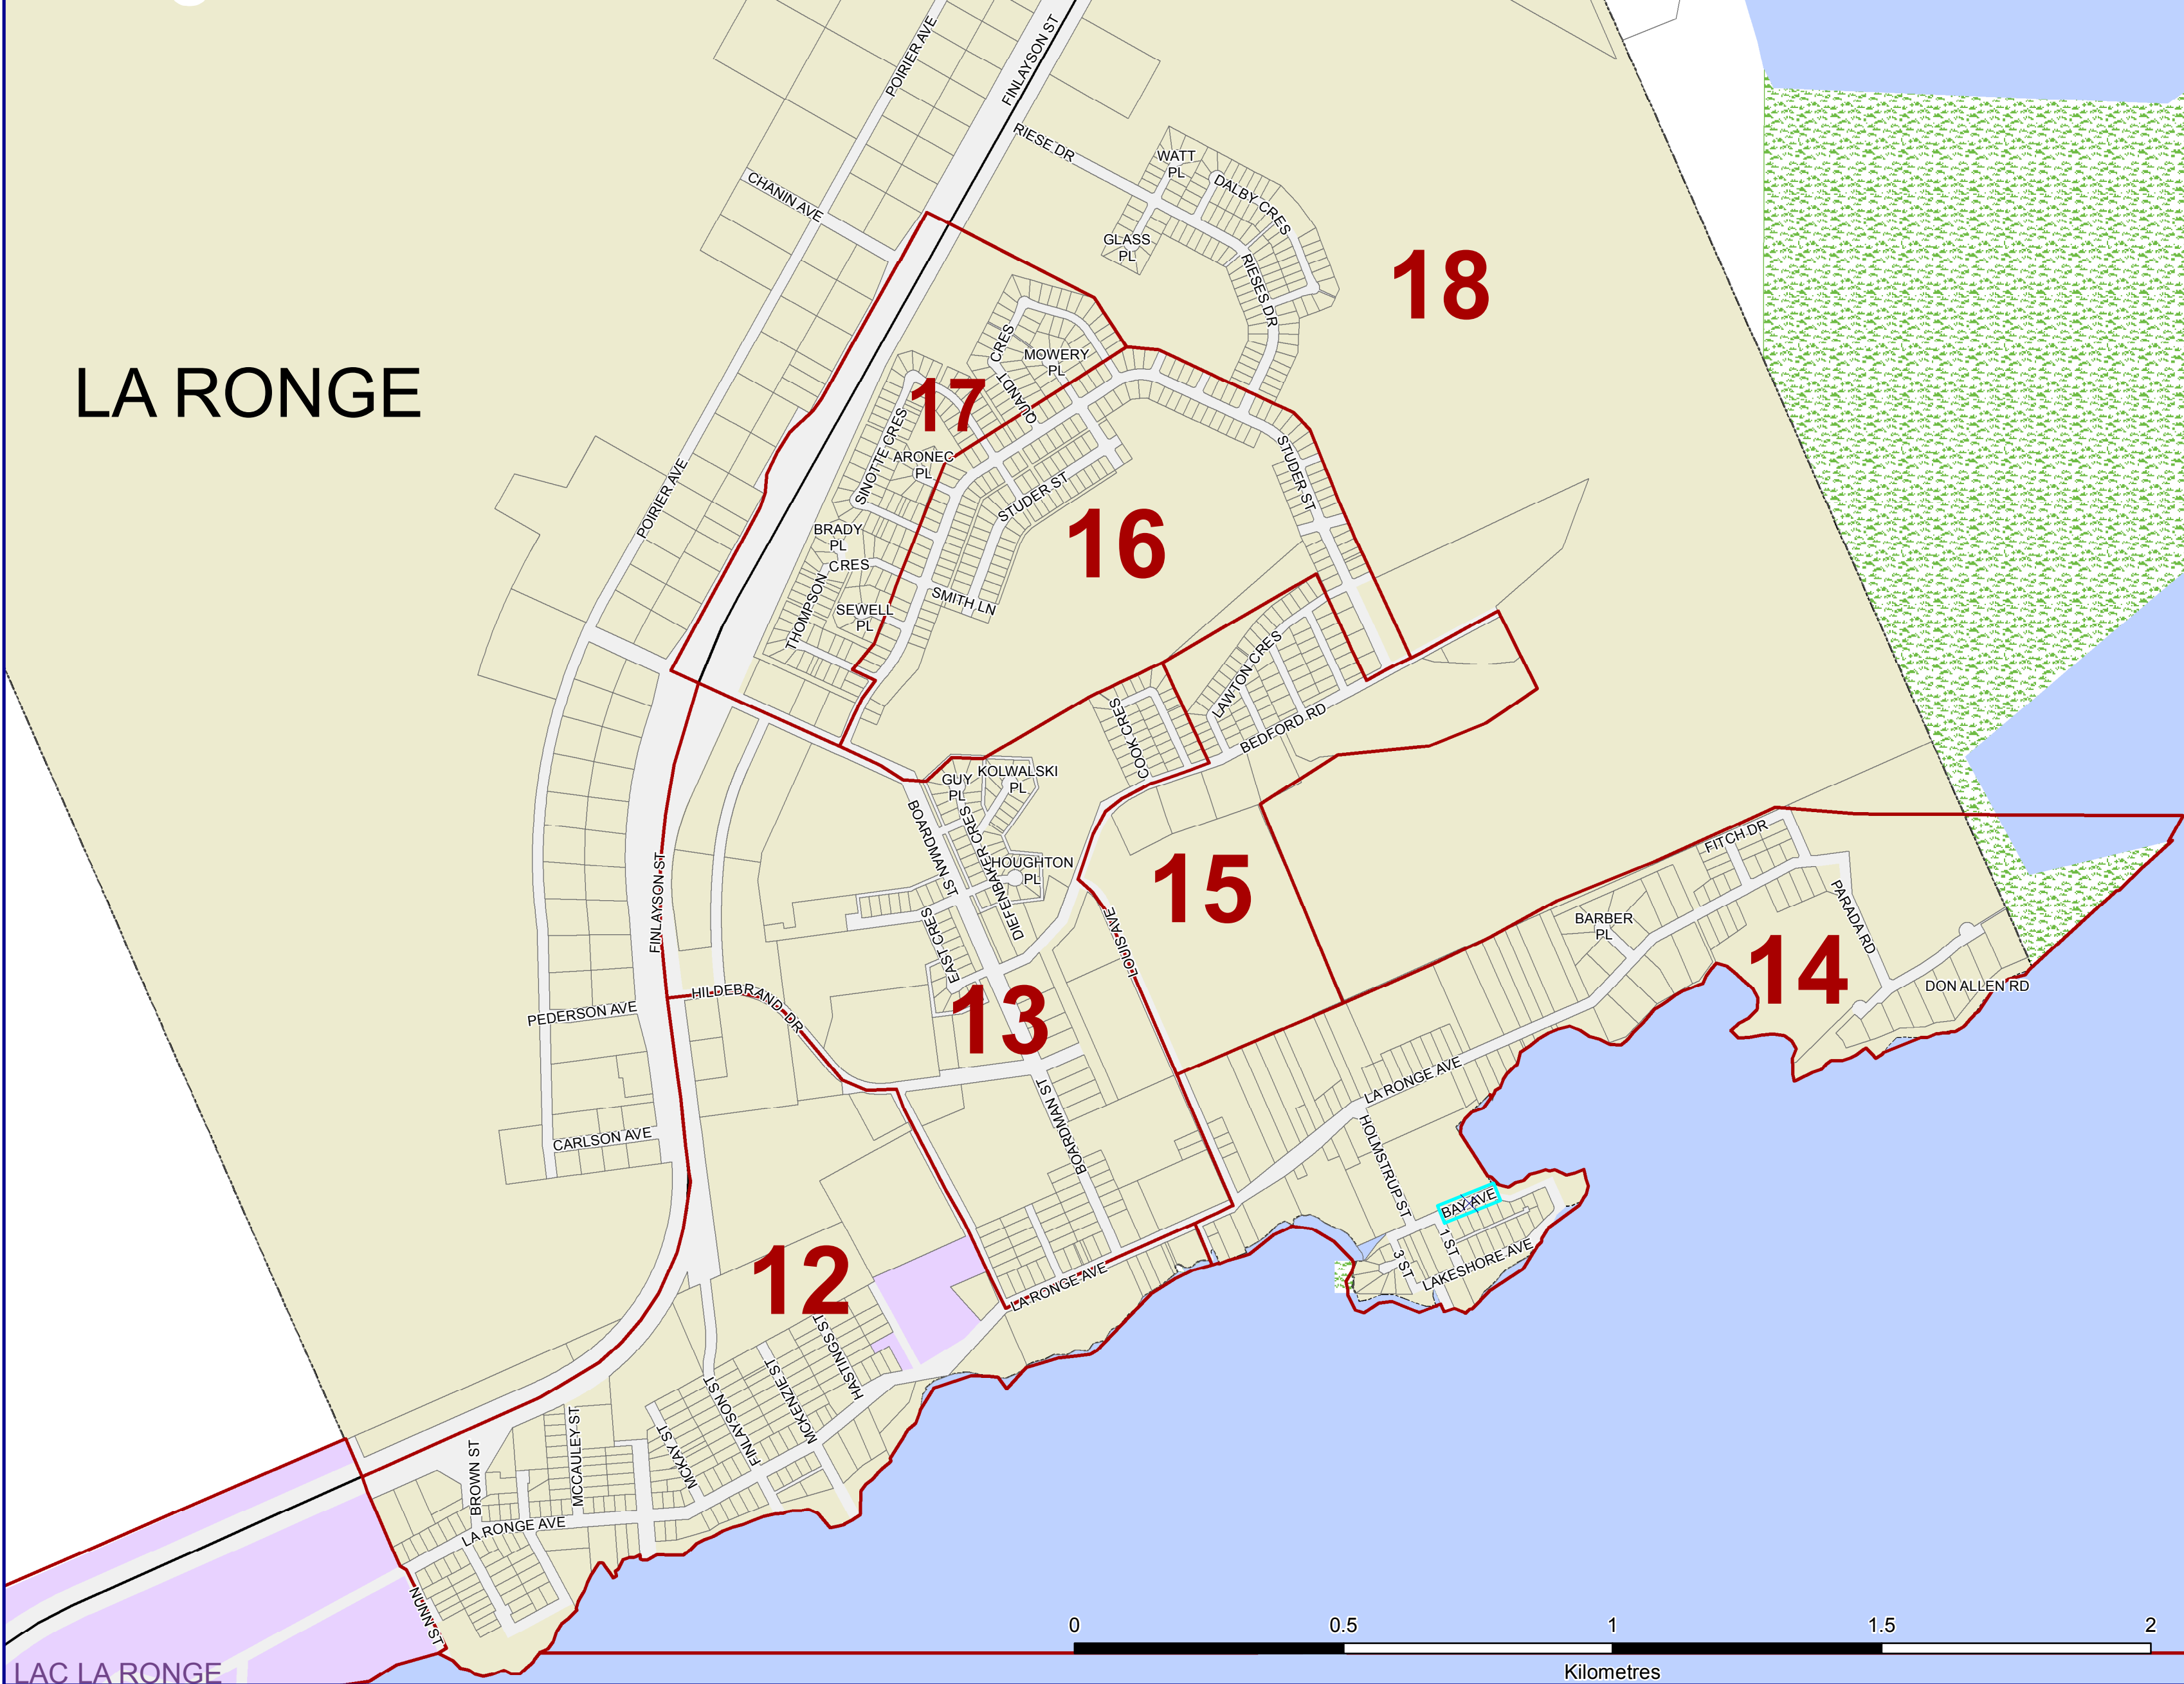 POIRIER AVE
FINLAYSON ST
RIESE DR
WATT
PL
DALBY CRES
CHANIN AVE
GLASS
PL
RIESES DR
18
LA RONGE
QUANDT CRES
MOWERY
PL
17
SINOTTE CRES
ARONEC
PL
STUDER ST
STUDER ST
POIRIER AVE
16
BRADY
PL
THOMPSON CRES
SMITH LN
SEWELL
PL
LAWTON CRES
COOK CRES
BEDFORD RD
GUY
PL
KOLWALSKI
PL
BOARDMAN ST
DIEFENBAKER CRES
HOUGHTON
PL
FITCH DR
15
FINLAYSON ST
EAST CRES
LOUIS AVE
BARBER
PL
PARADA RD
14
DON ALLEN RD
HILDEBRAND DR
13
PEDERSON AVE
LA RONGE AVE
CARLSON AVE
BOARDMAN ST
HOLMSTRUP ST
BAY AVE
1 ST
3 ST
LAKESHORE AVE
12
LA RONGE AVE
HASTINGS ST
MCKENZIE ST
FINLAYSON ST
MCKAY ST
MCCAULEY ST
BROWN ST
LA RONGE AVE
NUNN ST
LAC LA RONGE
0 0.5 1 1.5 2
Kilometres